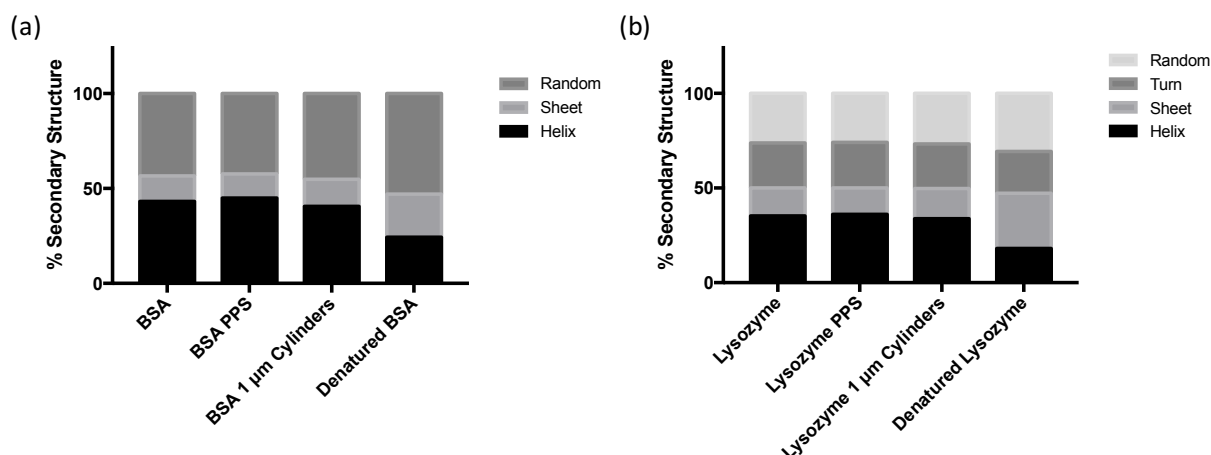 (a)
% Secondary Structure
100
50
0
BSA
BSA PPS
BSA 1 µm Cylinders
Denatured BSA
Random
Sheet
Helix
(b)
% Secondary Structure
100
50
0
Lysozyme
Lysozyme PPS
Lysozyme 1 µm Cylinders
Denatured Lysozyme
Random
Turn
Sheet
Helix